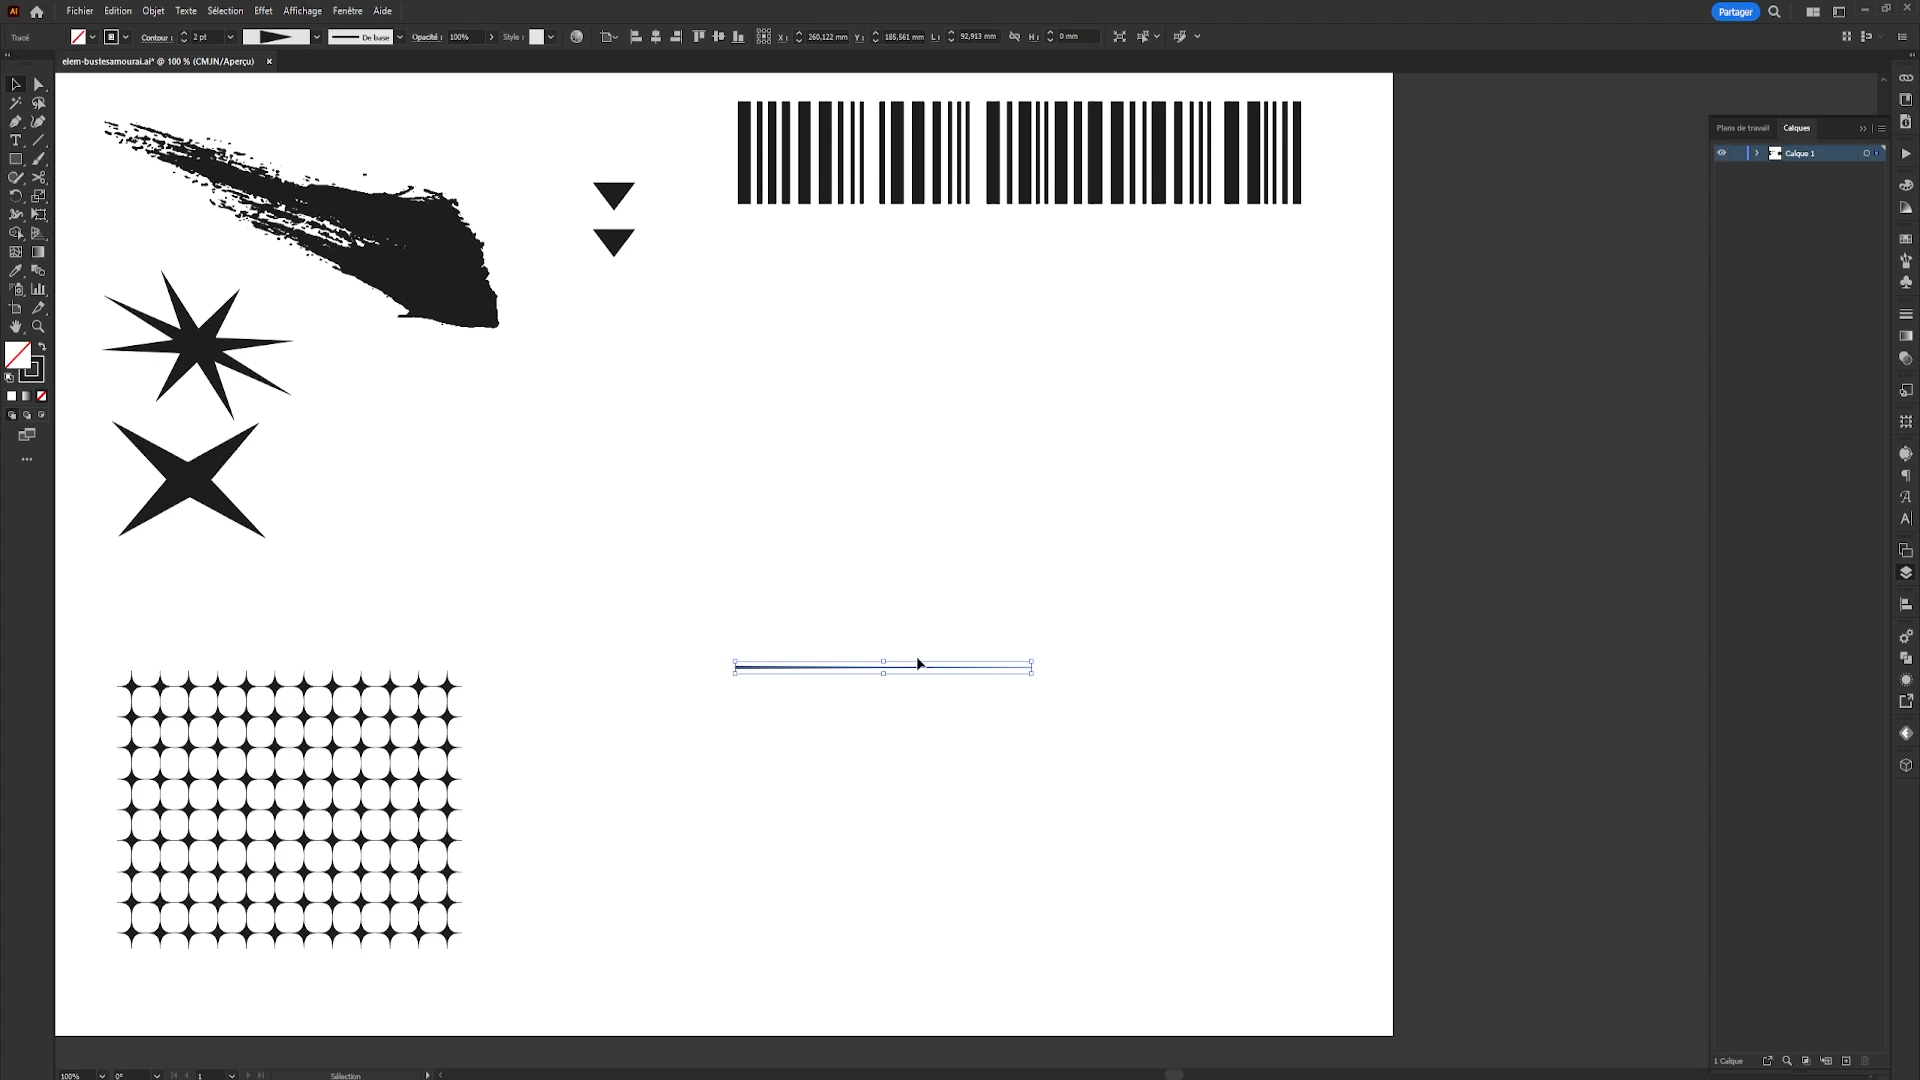 Ai Fichier Edition Objet Texte Sélection Effet Affichage Fenêtre Aide Partager
Tracé Contour : 2 pt De base Opacité : 100% Style : X : 260,122 mm Y : 185,561 mm L : 92,913 mm H : 0 mm
elem-bustesamourai.ai* @ 100 % (CMJN/Aperçu) ×
Plans de travail Calques
Calque 1
1 Calque
100% 0° 1 Sélection